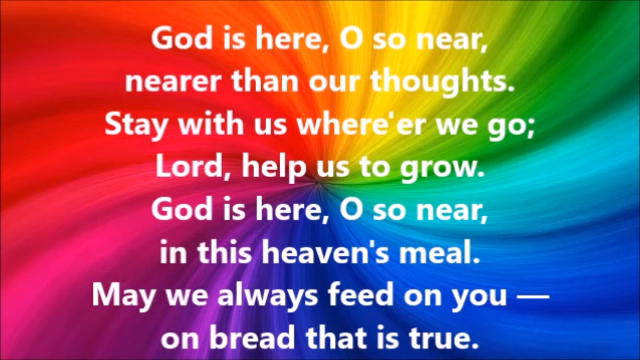 God is here, O so near,
nearer than our thoughts.
Stay with us where'er we go;
Lord, help us to grow.
God is here, O so near,
in this heaven's meal.
May we always feed on you —
on bread that is true.